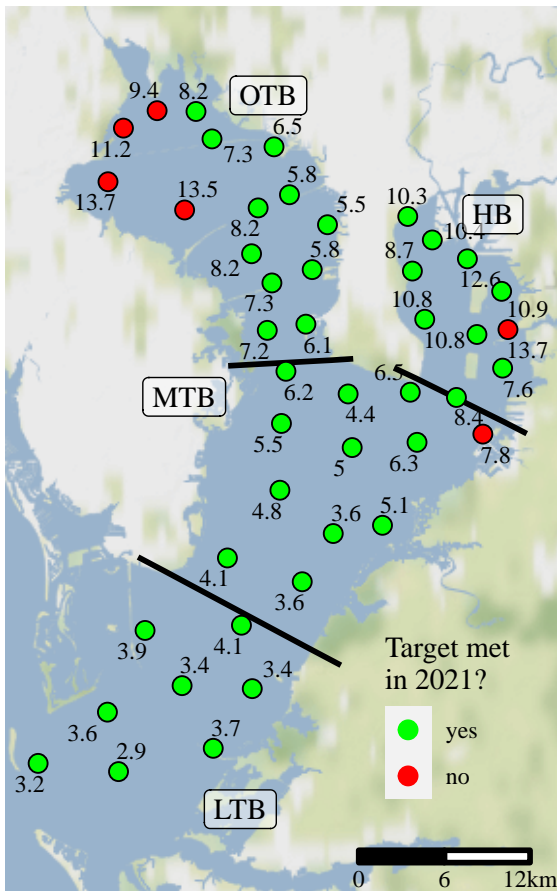 9.4 8.2 OTB
11.2 7.3 6.5
13.7 13.5 5.8
8.2 5.5 10.3 HB
10.4
8.2 5.8 8.7 12.6
7.3 10.8 10.9
7.2 6.1 10.8 13.7
MTB 6.2 6.5 7.6
4.4 8.4
5.5 5 6.3 7.8
4.8 3.6 5.1
4.1 3.6
3.9 4.1
3.4 3.4
3.6 3.7
3.2 2.9
LTB
Target met
in 2021?
yes
no
0 6 12km